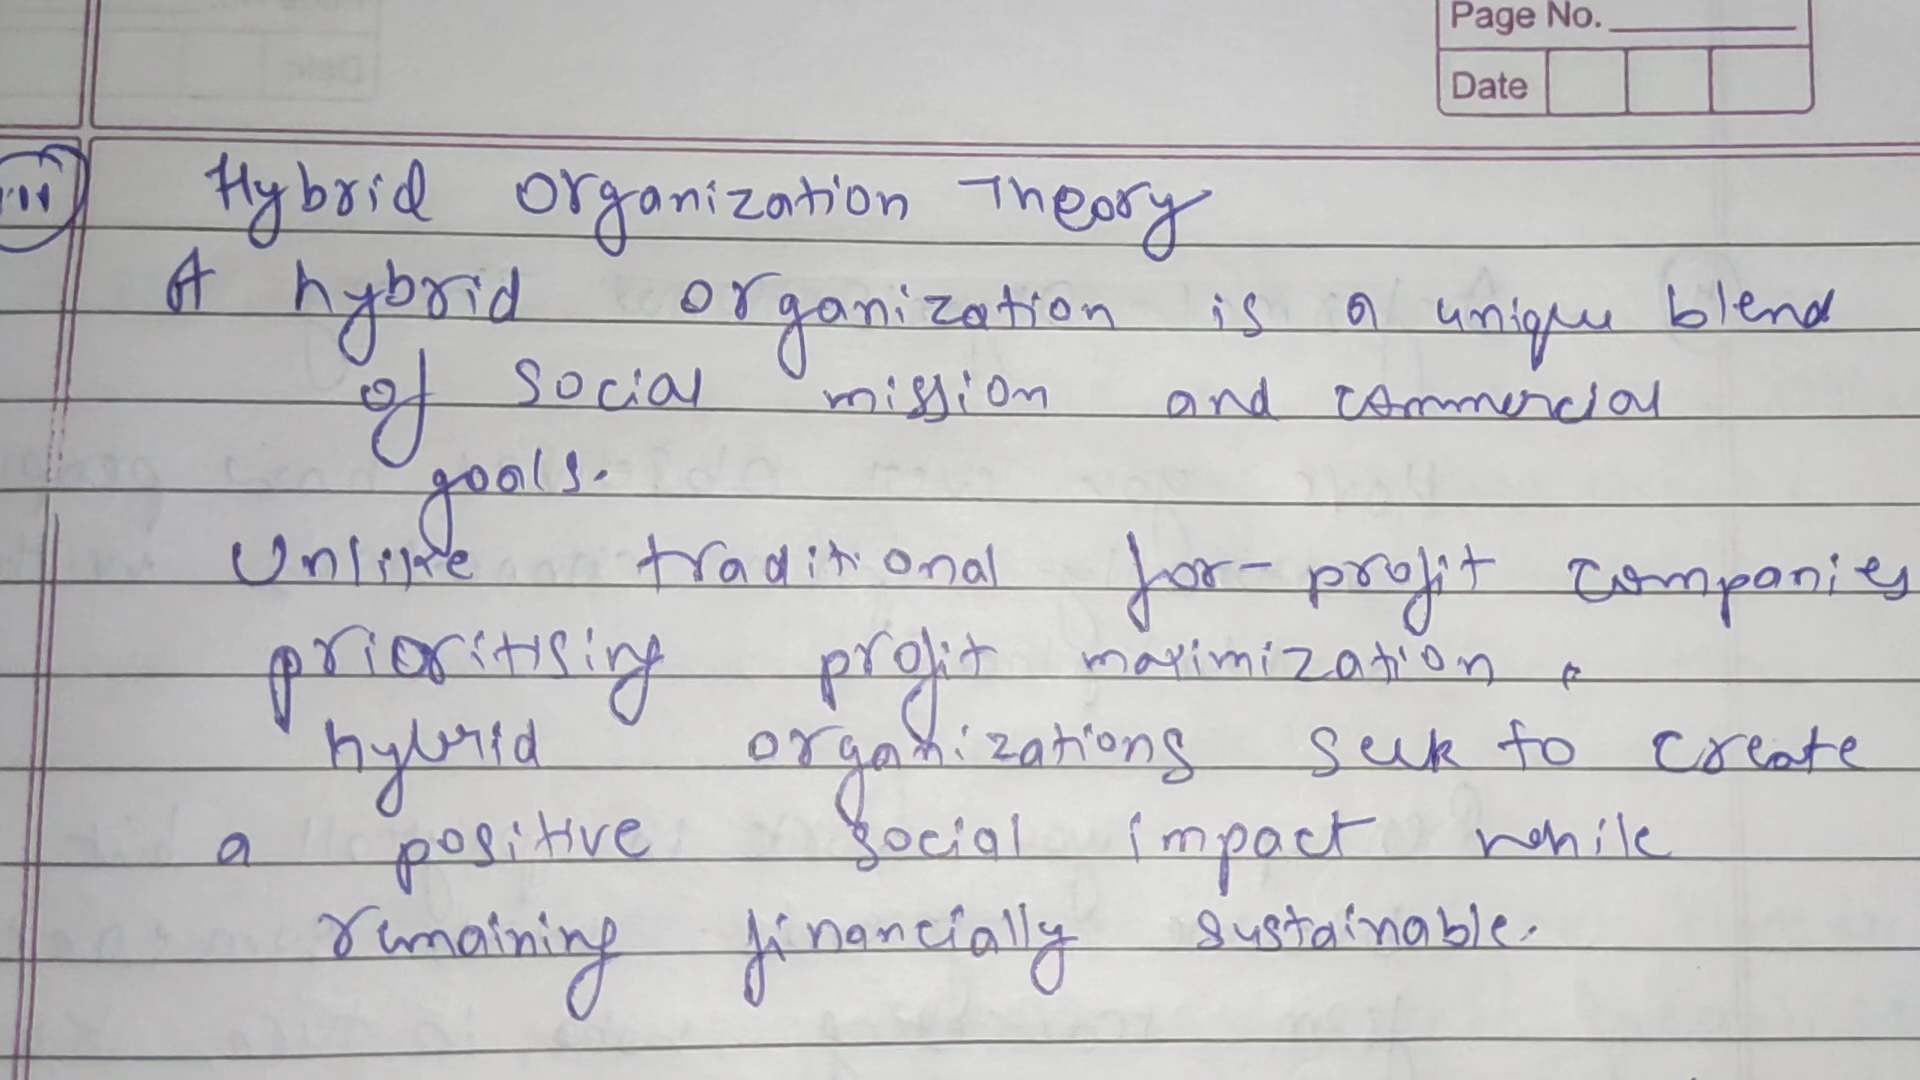 Page No.
Date
iii
Hybrid Organization Theory
A hybrid organization is a unique blend
of social mission and commercial
goals.
Unlike traditional for-profit companies
prioritising profit maximization,
hybrid organizations seek to create
a positive social impact while
remaining financially sustainable.